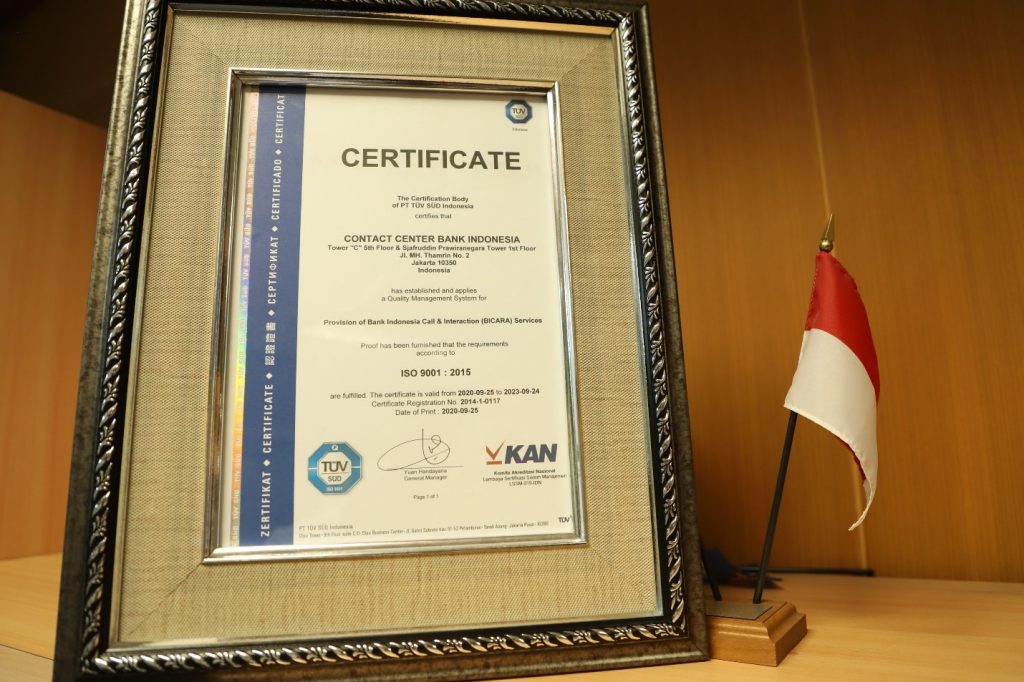 TÜV
CERTIFICATE
The Certification Body
of PT TÜV SÜD Indonesia
certifies that
CONTACT CENTER BANK INDONESIA
Tower "C" 5th Floor & Sjafruddin Prawiranegara Tower 1st Floor
Jl. MH. Thamrin No. 2
Jakarta 10350
Indonesia
has established and applies
a Quality Management System for
Provision of Bank Indonesia Call & Interaction (BICARA) Services
Proof has been furnished that the requirements
according to
ISO 9001 : 2015
are fulfilled. The certificate is valid from 2020-09-25 to 2023-09-24
Certificate Registration No. 2014-1-0117
Date of Print : 2020-09-25
TÜV
SÜD
ISO 9001
Yuan Handayana
General Manager
KAN
Komite Akreditasi Nasional
Lembaga Sertifikasi Sistem Manajemen
LSSM-019-IDN
Page 1 of 1
PT TÜV SÜD Indonesia
TÜV
ZERTIFIKAT ◆ CERTIFICATE ◆ 認證證書 ◆ СЕРТИФИКАТ ◆ CERTIFICADO ◆ CERTIFICAT